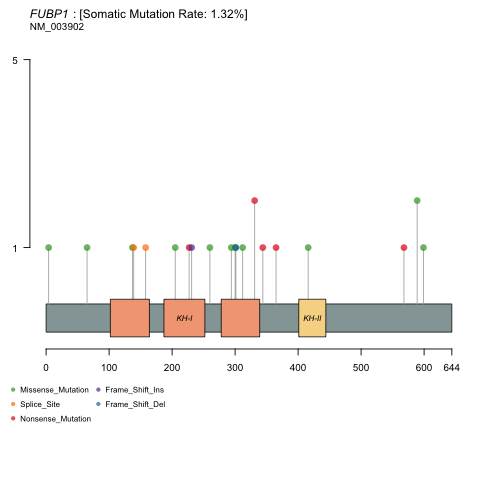 FUBP1 : [Somatic Mutation Rate: 1.32%]
NM_003902
5
1
KH-I
KH-II
0 100 200 300 400 500 600 644
Missense_Mutation Frame_Shift_Ins
Splice_Site Frame_Shift_Del
Nonsense_Mutation